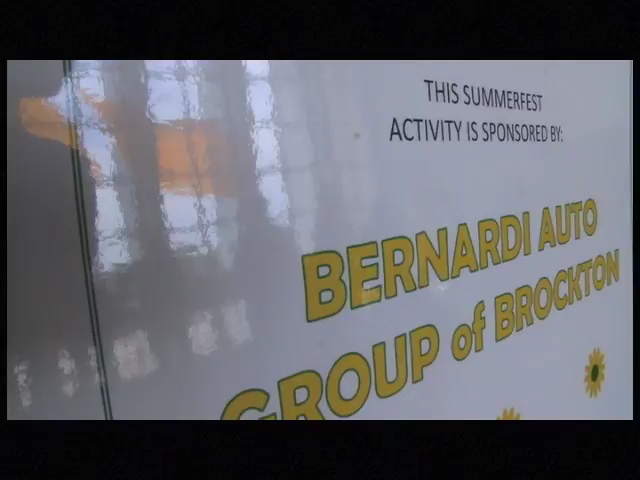 THIS SUMMERFEST
ACTIVITY IS SPONSORED BY:
BERNARDI AUTO
GROUP of BROCKTON